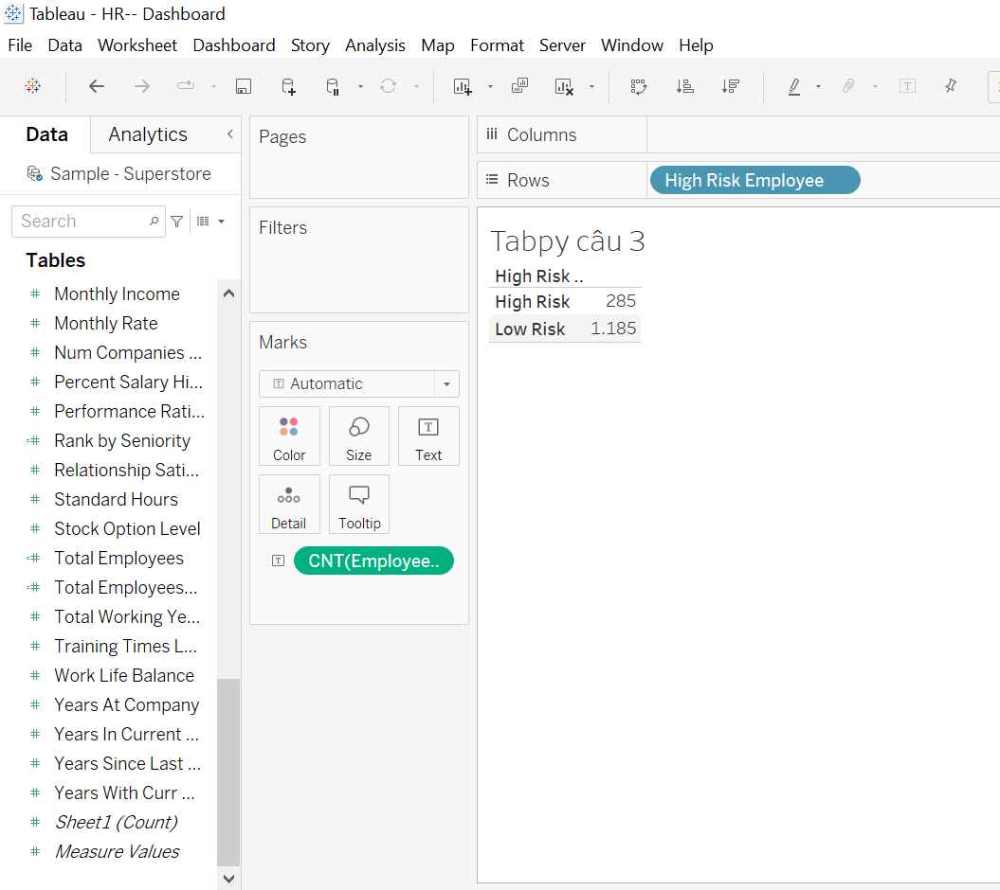 Tableau - HR-- Dashboard
File Data Worksheet Dashboard Story Analysis Map Format Server Window Help
Data
Analytics
Sample - Superstore
Search
Tables
Monthly Income
Monthly Rate
Num Companies ...
Percent Salary Hi...
Performance Rati...
Rank by Seniority
Relationship Sati...
Standard Hours
Stock Option Level
Total Employees
Total Employees...
Total Working Ye...
Training Times L...
Work Life Balance
Years At Company
Years In Current ...
Years Since Last ...
Years With Curr ...
Sheet1 (Count)
Measure Values
Pages
Filters
Marks
Automatic
Color Size Text
Detail Tooltip
CNT(Employee..
Columns
Rows High Risk Employee
Tabpy câu 3
High Risk ..
High Risk 285
Low Risk 1.185